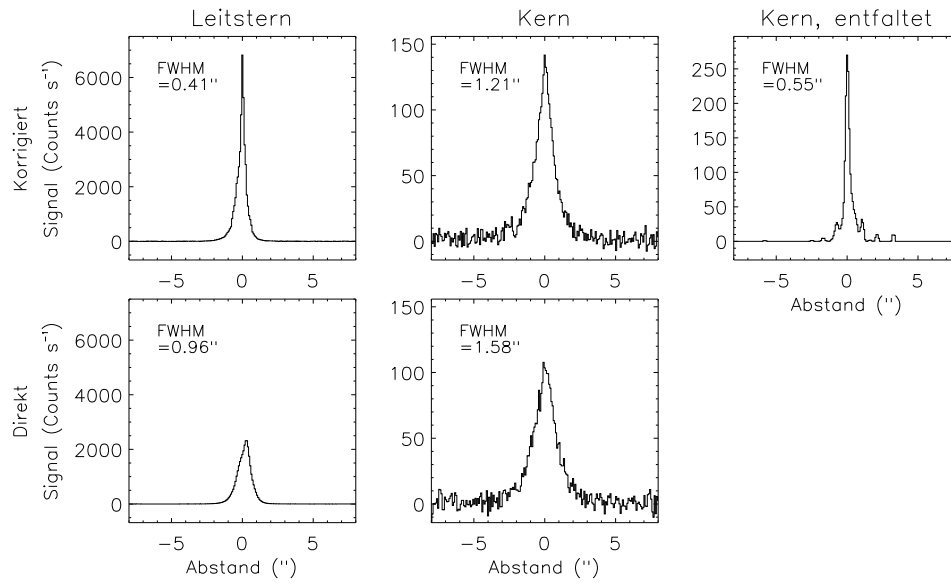 Leitstern
Kern
Kern, entfaltet
Korrigiert
Signal (Counts s⁻¹)
6000
4000
2000
0
FWHM
=0.41"
-5 0 5
150
100
50
0
FWHM
=1.21"
-5 0 5
250
200
150
100
50
0
FWHM
=0.55"
-5 0 5
Abstand (")
Direkt
Signal (Counts s⁻¹)
6000
4000
2000
0
FWHM
=0.96"
-5 0 5
Abstand (")
150
100
50
0
FWHM
=1.58"
-5 0 5
Abstand (")